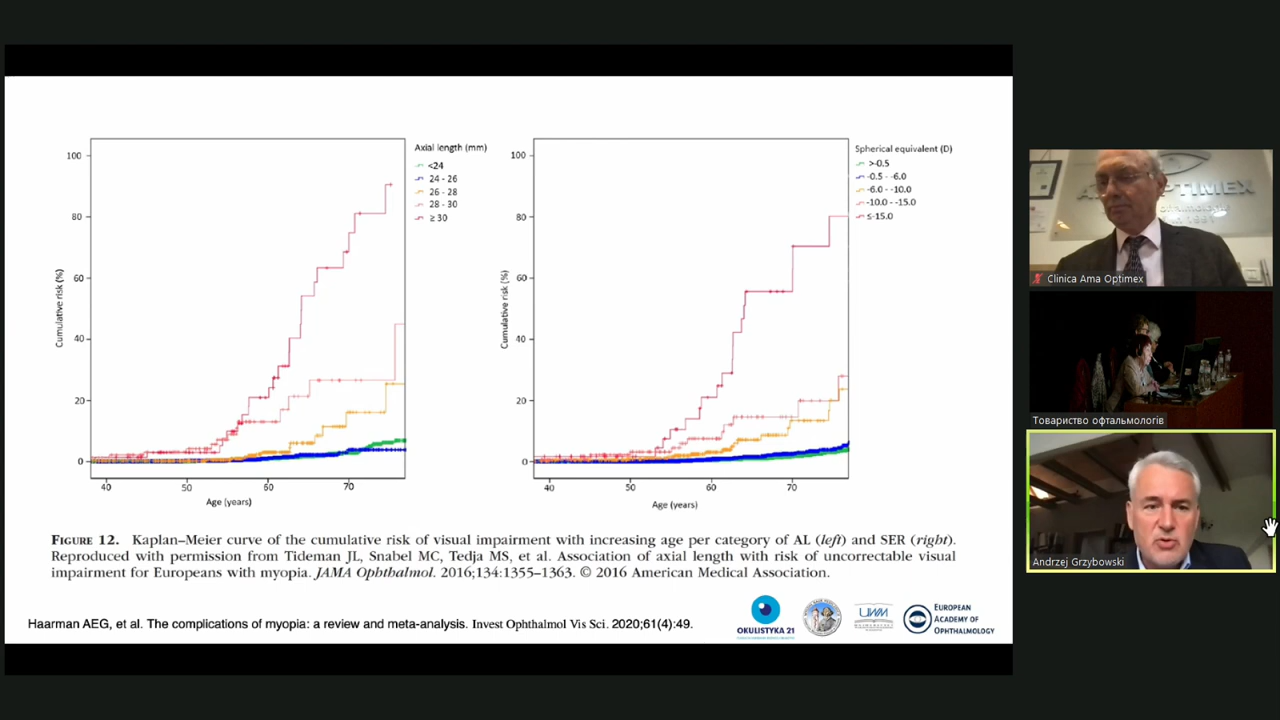 Axial length (mm)
<24
24 - 26
26 - 28
28 - 30
≥ 30
100
80
60
40
20
0
Cumulative risk (%)
40
50
60
70
Age (years)
Spherical equivalent (D)
>-0.5
-0.5 - -6.0
-6.0 - -10.0
-10.0 - -15.0
≤-15.0
100
80
60
40
20
0
Cumulative risk (%)
40
50
60
70
Age (years)
FIGURE 12. Kaplan–Meier curve of the cumulative risk of visual impairment with increasing age per category of AL (left) and SER (right).
Reproduced with permission from Tideman JL, Snabel MC, Tedja MS, et al. Association of axial length with risk of uncorrectable visual
impairment for Europeans with myopia. JAMA Ophthalmol. 2016;134:1355–1363. © 2016 American Medical Association.
Haarman AEG, et al. The complications of myopia: a review and meta-analysis. Invest Ophthalmol Vis Sci. 2020;61(4):49.
OKULISTYKA 21
UWM
EUROPEAN
ACADEMY OF
OPHTHALMOLOGY
Clinica Ama Optimex
Товариство офтальмологів
Andrzej Grzybowski